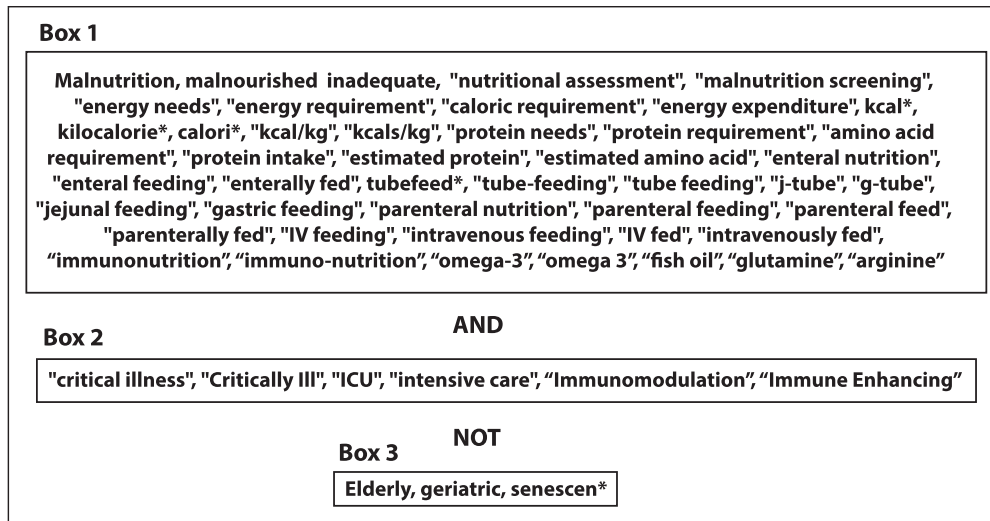 Box 1
Malnutrition, malnourished inadequate, "nutritional assessment", "malnutrition screening",
"energy needs", "energy requirement", "caloric requirement", "energy expenditure", kcal*,
kilocalorie*, calori*, "kcal/kg", "kcals/kg", "protein needs", "protein requirement", "amino acid
requirement", "protein intake", "estimated protein", "estimated amino acid", "enteral nutrition",
"enteral feeding", "enterally fed", tubefeed*, "tube-feeding", "tube feeding", "j-tube", "g-tube",
"jejunal feeding", "gastric feeding", "parenteral nutrition", "parenteral feeding", "parenteral feed",
"parenterally fed", "IV feeding", "intravenous feeding", "IV fed", "intravenously fed",
“immunonutrition”, “immuno-nutrition”, “omega-3”, “omega 3”, “fish oil”, “glutamine”, “arginine”
AND
Box 2
"critical illness", "Critically Ill", "ICU", "intensive care", “Immunomodulation”, “Immune Enhancing”
NOT
Box 3
Elderly, geriatric, senescen*